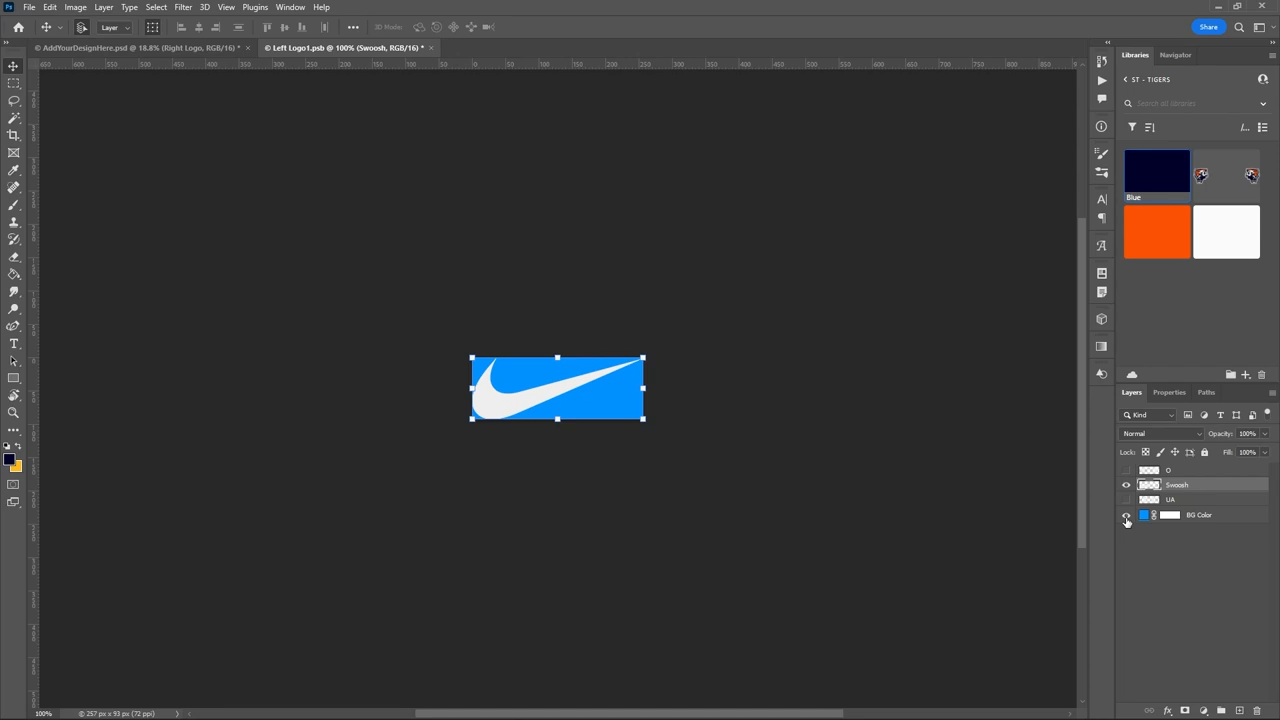 Ps File Edit Image Layer Type Select Filter 3D View Plugins Window Help
Layer 3D Mode: Share
© AddYourDesignHere.psd @ 18.8% (Right Logo, RGB/16) * × © Left Logo1.psb @ 100% (Swoosh, RGB/16) * ×
Libraries Navigator
ST - TIGERS
Search all libraries
Blue
Layers Properties Paths
Kind
Normal Opacity: 100%
Lock: Fill: 100%
O
Swoosh
UA
BG Color
100% © 257 px x 93 px (72 ppi)